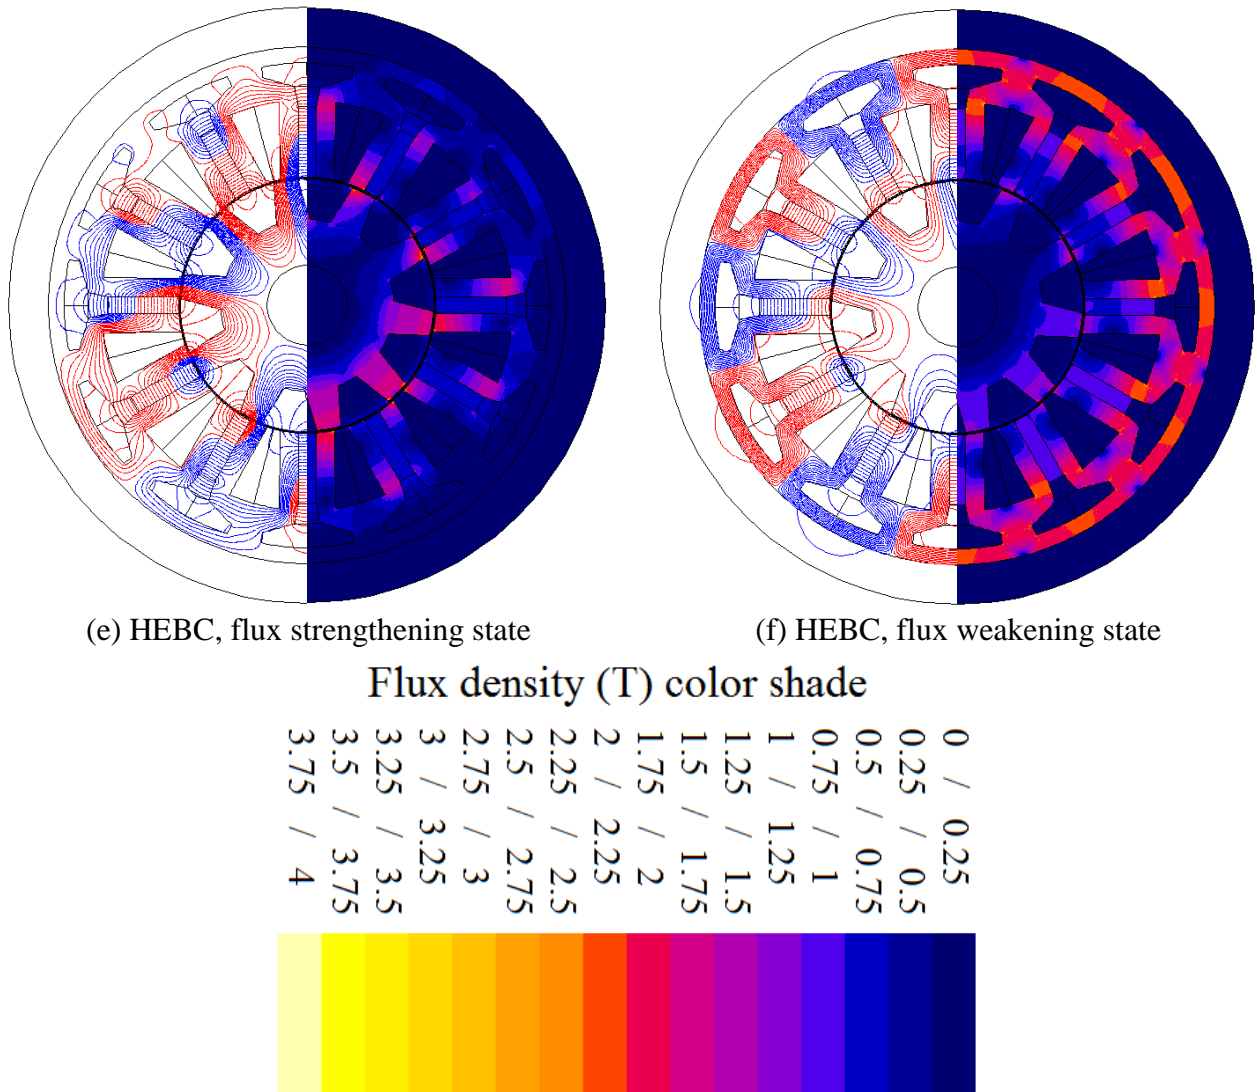 (e) HEBC, flux strengthening state
(f) HEBC, flux weakening state
Flux density (T) color shade
0 / 0.25
0.25 / 0.5
0.5 / 0.75
0.75 / 1
1 / 1.25
1.25 / 1.5
1.5 / 1.75
1.75 / 2
2 / 2.25
2.25 / 2.5
2.5 / 2.75
2.75 / 3
3 / 3.25
3.25 / 3.5
3.5 / 3.75
3.75 / 4